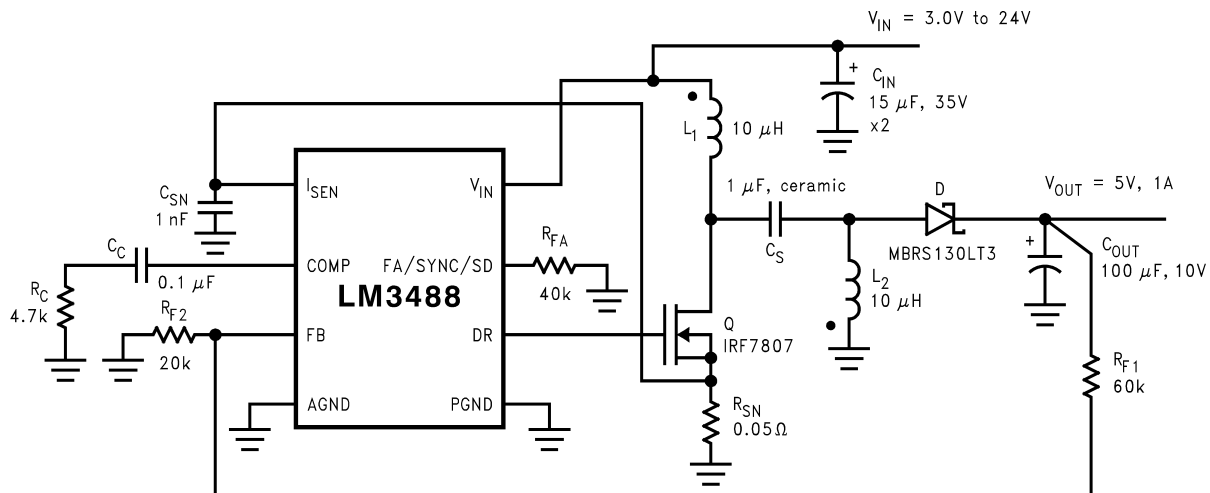 V_IN = 3.0V to 24V
C_IN
15 μF, 35V
x2
L_1
10 μH
I_SEN
V_IN
C_SN
1 nF
1 μF, ceramic
C_S
D
MBRS130LT3
V_OUT = 5V, 1A
C_OUT
100 μF, 10V
C_C
0.1 μF
COMP
FA/SYNC/SD
R_FA
40k
LM3488
R_C
4.7k
R_F2
20k
FB
DR
Q
IRF7807
L_2
10 μH
R_F1
60k
AGND
PGND
R_SN
0.05Ω